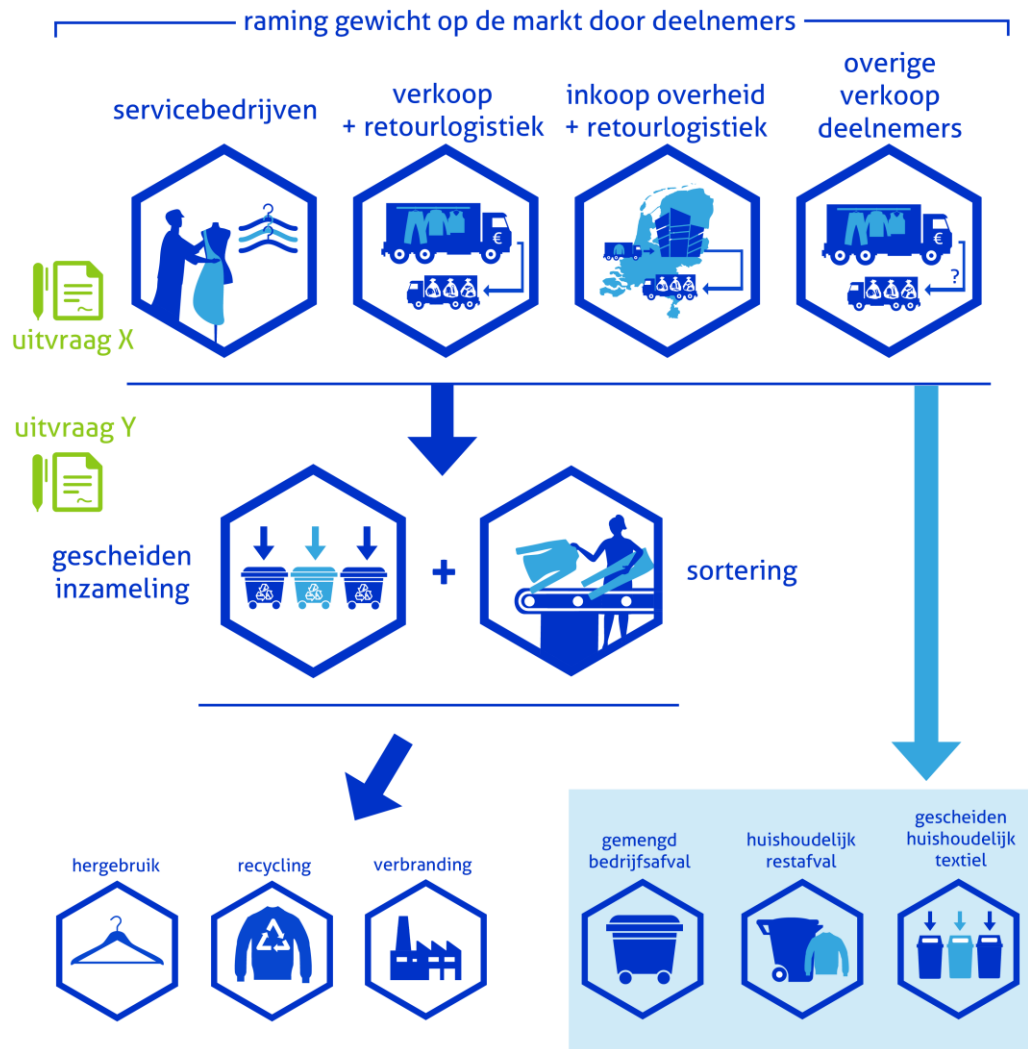 raming gewicht op de markt door deelnemers
servicebedrijven
verkoop
+ retourlogistiek
inkoop overheid
+ retourlogistiek
overige
verkoop
deelnemers
€
€
?
uitvraag X
uitvraag Y
gescheiden
inzameling
+
sortering
hergebruik
recycling
verbranding
gemengd
bedrijfsafval
huishoudelijk
restafval
gescheiden
huishoudelijk
textiel